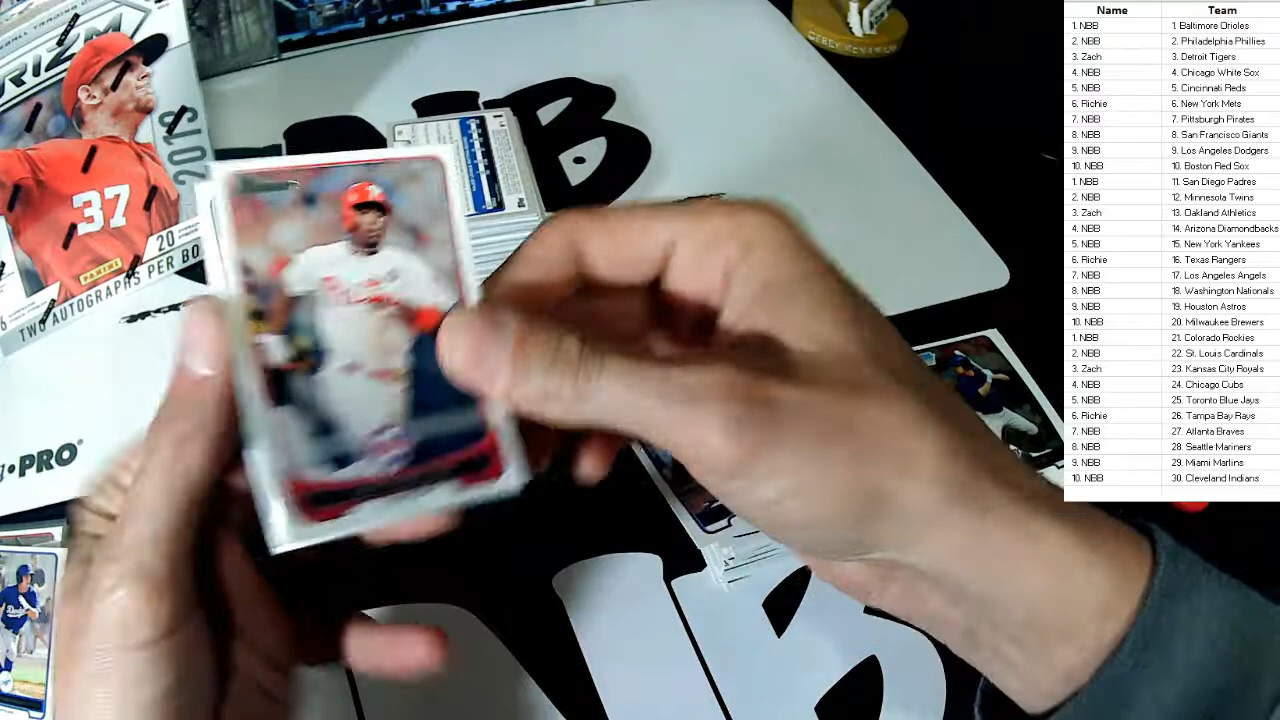 Name Team
1. NBB 1. Baltimore Orioles
2. NBB 2. Philadelphia Phillies
3. Zach 3. Detroit Tigers
4. NBB 4. Chicago White Sox
5. NBB 5. Cincinnati Reds
6. Richie 6. New York Mets
7. NBB 7. Pittsburgh Pirates
8. NBB 8. San Francisco Giants
9. NBB 9. Los Angeles Dodgers
10. NBB 10. Boston Red Sox
1. NBB 11. San Diego Padres
2. NBB 12. Minnesota Twins
3. Zach 13. Oakland Athletics
4. NBB 14. Arizona Diamondbacks
5. NBB 15. New York Yankees
6. Richie 16. Texas Rangers
7. NBB 17. Los Angeles Angels
8. NBB 18. Washington Nationals
9. NBB 19. Houston Astros
10. NBB 20. Milwaukee Brewers
1. NBB 21. Colorado Rockies
2. NBB 22. St. Louis Cardinals
3. Zach 23. Kansas City Royals
4. NBB 24. Chicago Cubs
5. NBB 25. Toronto Blue Jays
6. Richie 26. Tampa Bay Rays
7. NBB 27. Atlanta Braves
8. NBB 28. Seattle Mariners
9. NBB 29. Miami Marlins
10. NBB 30. Cleveland Indians
RIZM
2013
37
PANINI
20
PER BO
TWO AUTOGRAPHS
PRO
B